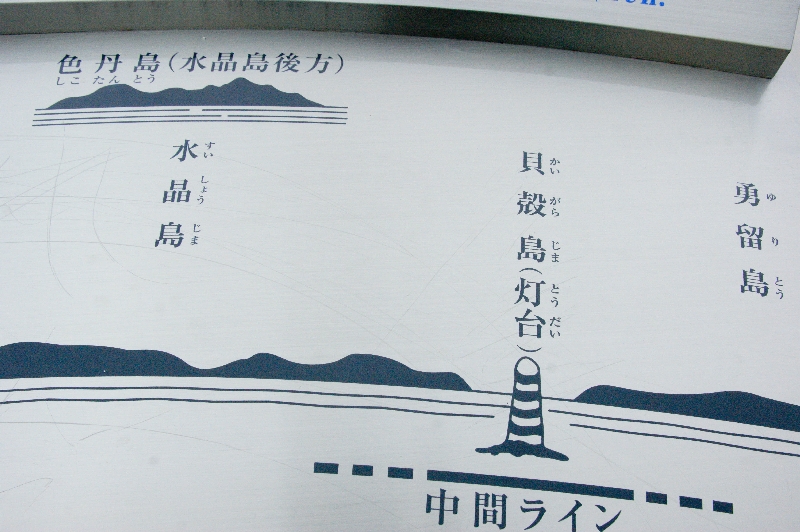 色丹島(水晶島後方)
しこたんとう
水晶島
すいしょうじま
貝殻島(灯台)
かいがらじまとうだい
勇留島
ゆりとう
中間ライン